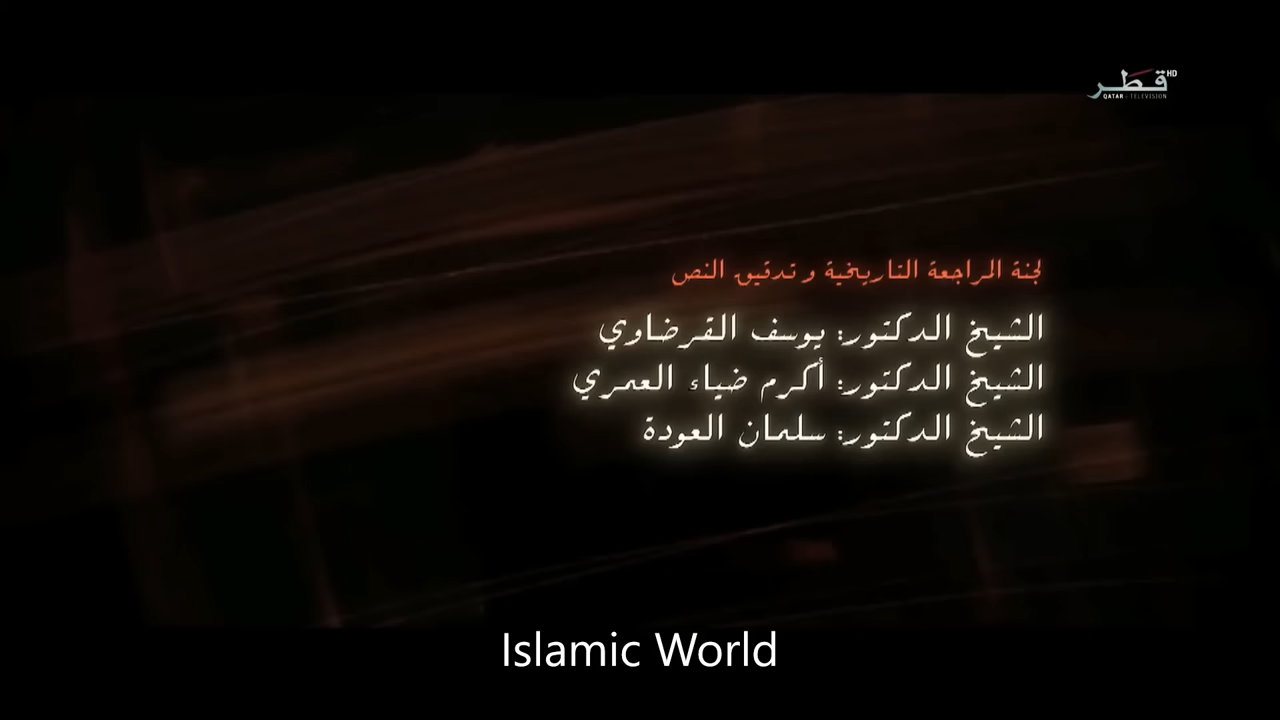 قطر HD
QATAR - TELEVISION
لجنة المراجعة التاريخية و تدقيق النص
الشيخ الدكتور: يوسف القرضاوي
الشيخ الدكتور: أكرم ضياء العمري
الشيخ الدكتور: سلمان العودة
Islamic World